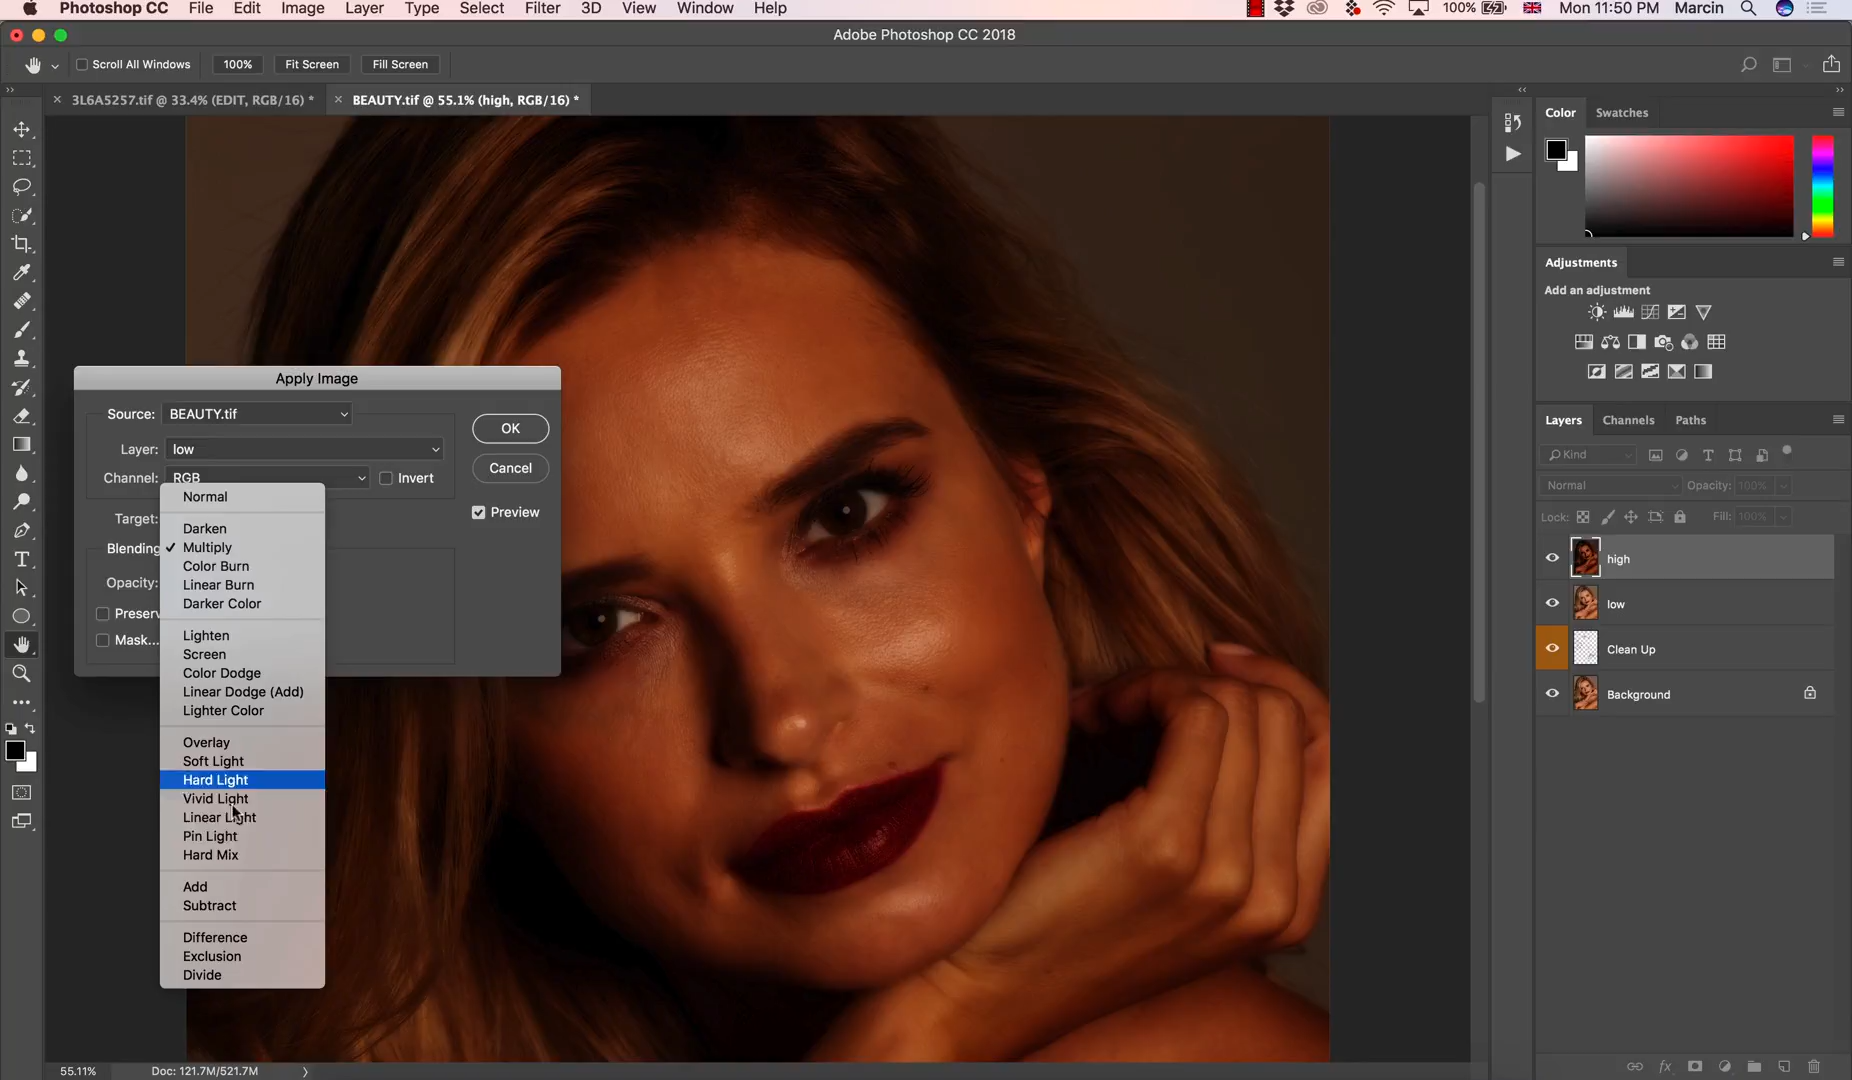 Photoshop CC File Edit Image Layer Type Select Filter 3D View Window Help 100% Mon 11:50 PM Marcin
Adobe Photoshop CC 2018
Scroll All Windows 100% Fit Screen Fill Screen
3L6A5257.tif @ 33.4% (EDIT, RGB/16) *
BEAUTY.tif @ 55.1% (high, RGB/16) *
Color Swatches
Adjustments
Add an adjustment
Apply Image
Source: BEAUTY.tif
OK
Layer: low
Cancel
Channel: RGB
Invert
Preview
Target:
Blending
Opacity:
Preserv
Mask...
Normal
Darken
Multiply
Color Burn
Linear Burn
Darker Color
Lighten
Screen
Color Dodge
Linear Dodge (Add)
Lighter Color
Overlay
Soft Light
Hard Light
Vivid Light
Linear Light
Pin Light
Hard Mix
Add
Subtract
Difference
Exclusion
Divide
Layers Channels Paths
Kind
Normal Opacity: 100%
Lock: Fill: 100%
high
low
Clean Up
Background
55.11% Doc: 121.7M/521.7M